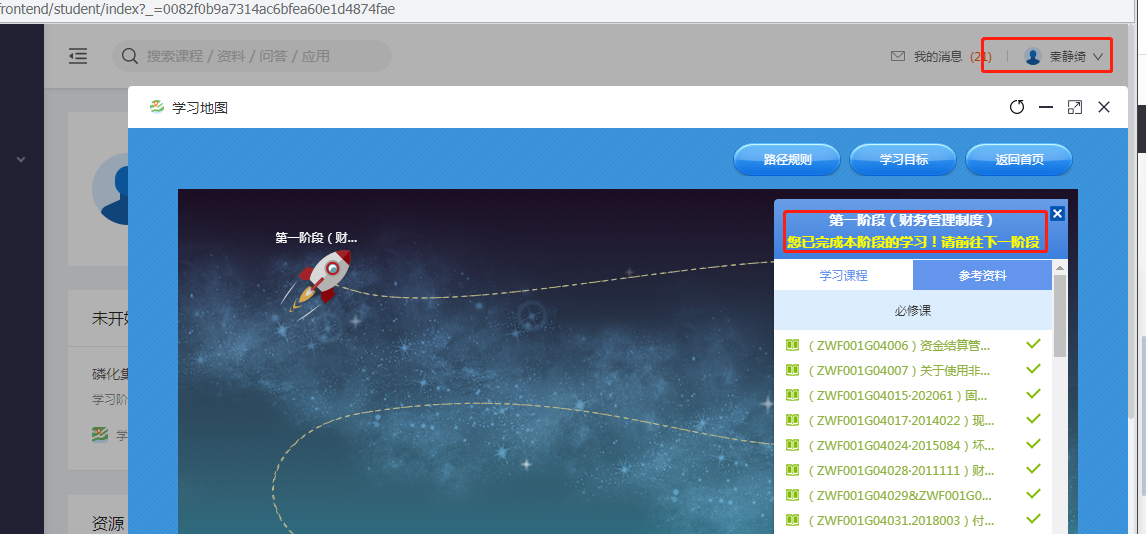 frontend/student/index?_=0082f0b9a7314ac6bfea60e1d4874fae
搜索课程 / 资料 / 问答 / 应用
我的消息 (21)
秦静绮
学习地图
路径规则
学习目标
返回首页
第一阶段（财...
第一阶段（财务管理制度）
您已完成本阶段的学习！请前往下一阶段
学习课程
参考资料
必修课
（ZWF001G04006）资金结算管...
（ZWF001G04007）关于使用非...
（ZWF001G04015-202061）固...
（ZWF001G04017-2014022）现...
（ZWF001G04024-2015084）坏...
（ZWF001G04028-2011111）财...
（ZWF001G04029&ZWF001G0...
（ZWF001G04031.2018003）付...
未开始
磷化集
学习阶
学
资源